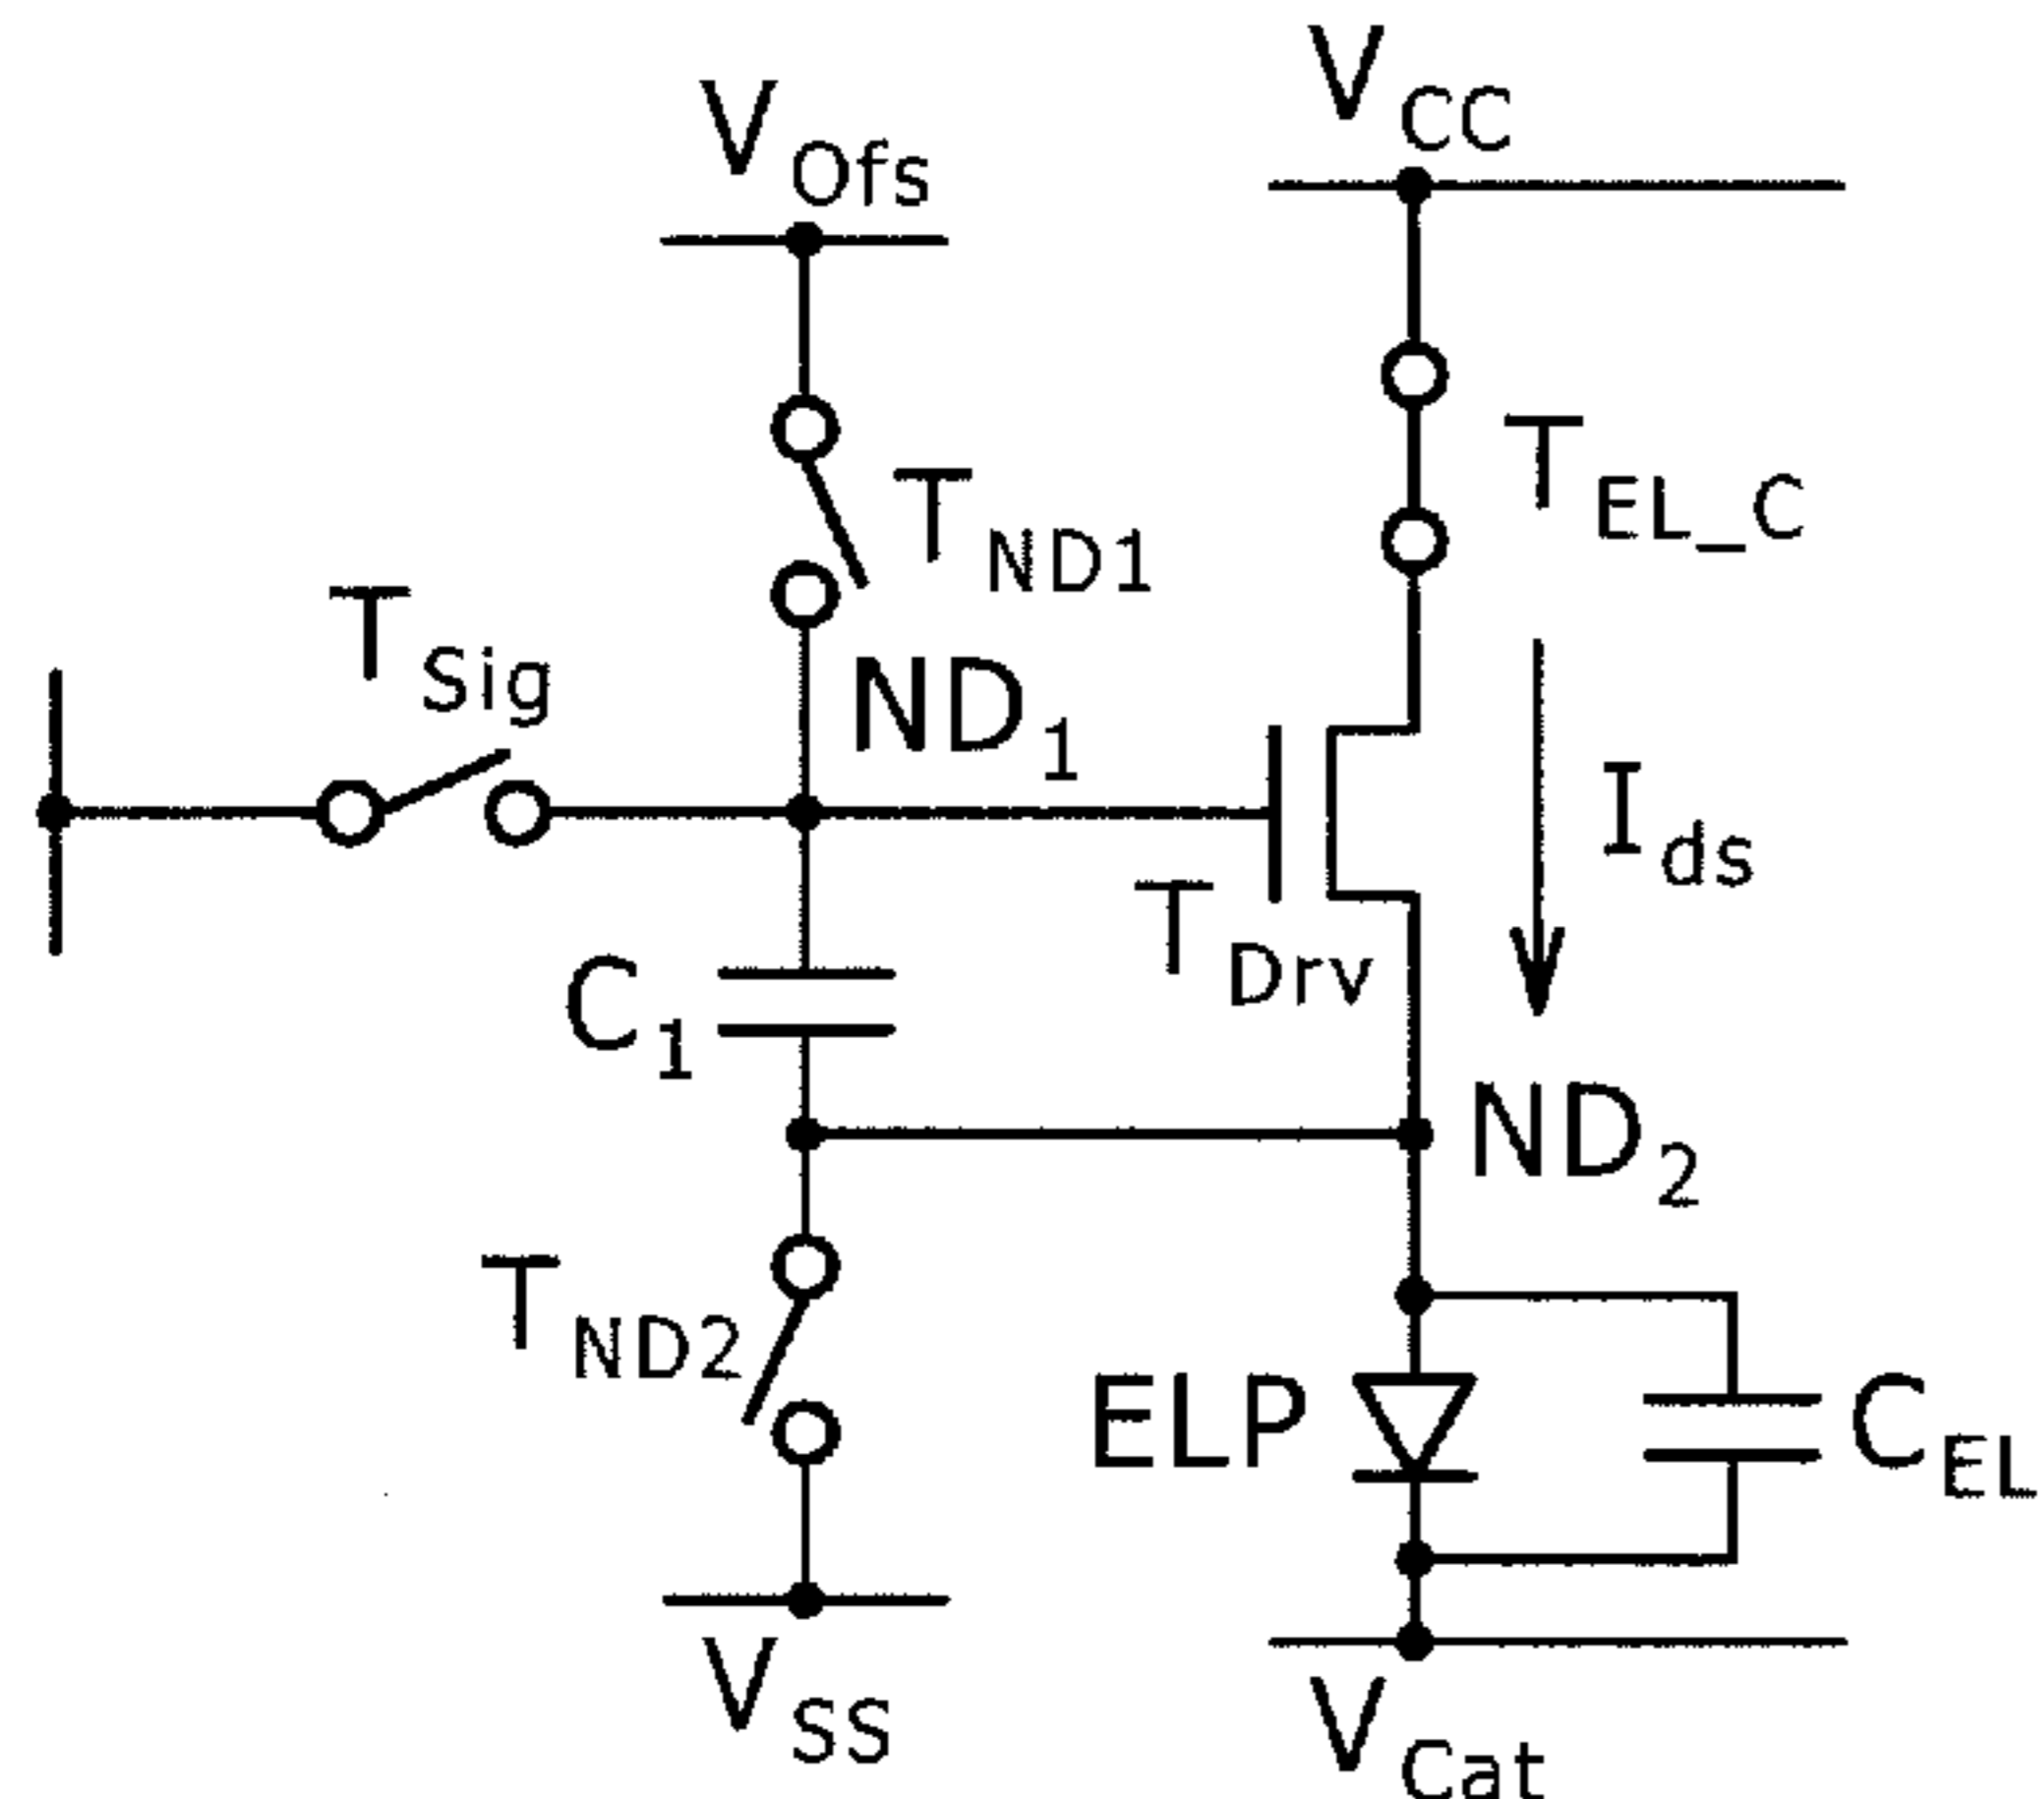 V_CC
V_Ofs
T_EL_C
T_ND1
T_Sig
ND_1
I_ds
T_Drv
C_1
ND_2
T_ND2
ELP
C_EL
V_SS
V_Cat